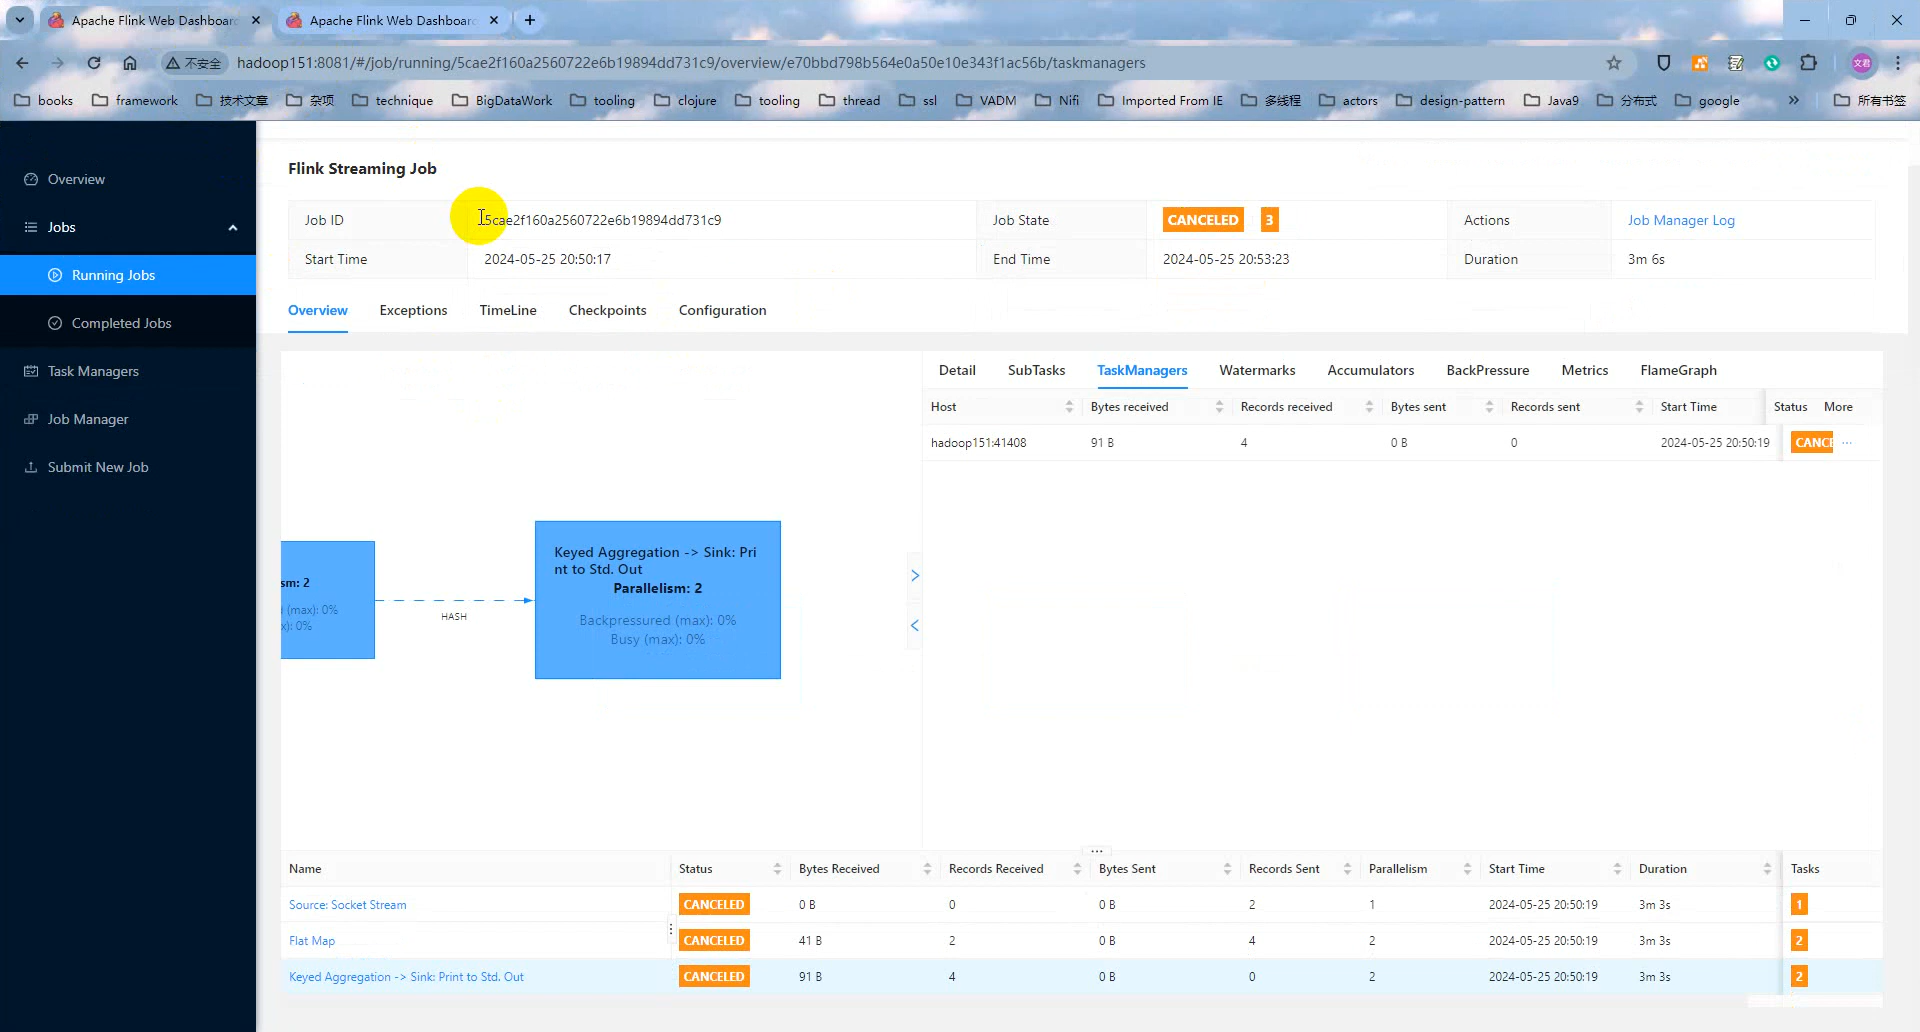 Apache Flink Web Dashboard
Apache Flink Web Dashboard
不安全
hadoop151:8081/#/job/running/5cae2f160a2560722e6b19894dd731c9/overview/e70bbd798b564e0a50e10e343f1ac56b/taskmanagers
文君
books framework 技术文章 杂项 technique BigDataWork tooling clojure tooling thread ssl VADM Nifi Imported From IE 多线程 actors design-pattern Java9 分布式 google » 所有书签
Overview
Jobs
Running Jobs
Completed Jobs
Task Managers
Job Manager
Submit New Job
Flink Streaming Job
Job ID 5cae2f160a2560722e6b19894dd731c9 Job State CANCELED 3 Actions Job Manager Log
Start Time 2024-05-25 20:50:17 End Time 2024-05-25 20:53:23 Duration 3m 6s
Overview Exceptions TimeLine Checkpoints Configuration
sm: 2
(max): 0%
x): 0%
HASH
Keyed Aggregation -> Sink: Pri
nt to Std. Out
Parallelism: 2
Backpressured (max): 0%
Busy (max): 0%
Detail SubTasks TaskManagers Watermarks Accumulators BackPressure Metrics FlameGraph
Host Bytes received Records received Bytes sent Records sent Start Time Status More
hadoop151:41408 91 B 4 0 B 0 2024-05-25 20:50:19 CANCE ...
Name Status Bytes Received Records Received Bytes Sent Records Sent Parallelism Start Time Duration Tasks
Source: Socket Stream CANCELED 0 B 0 0 B 2 1 2024-05-25 20:50:19 3m 3s 1
Flat Map CANCELED 41 B 2 0 B 4 2 2024-05-25 20:50:19 3m 3s 2
Keyed Aggregation -> Sink: Print to Std. Out CANCELED 91 B 4 0 B 0 2 2024-05-25 20:50:19 3m 3s 2